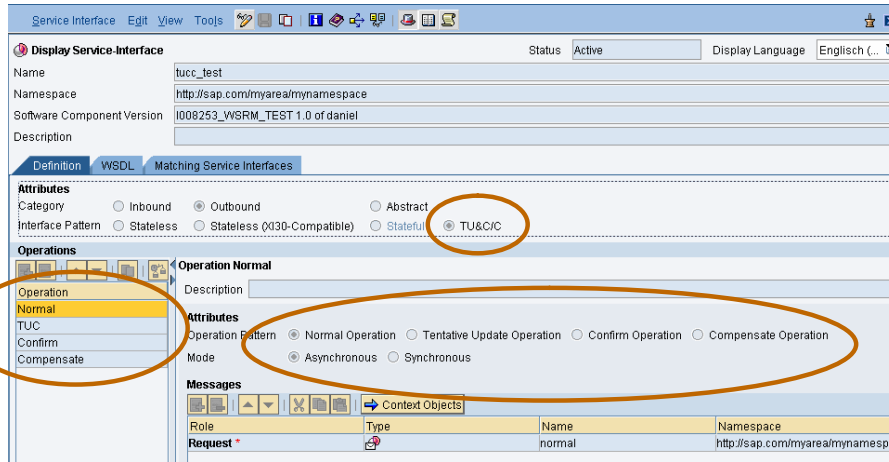 Service Interface Edit View Tools
Display Service-Interface Status Active Display Language Englisch (...
Name tucc_test
Namespace http://sap.com/myarea/mynamespace
Software Component Version I008253_WSRM_TEST 1.0 of daniel
Description
Definition WSDL Matching Service Interfaces
Attributes
Category Inbound Outbound Abstract
Interface Pattern Stateless Stateless (XI30-Compatible) Stateful TU&C/C
Operations
Operation Normal
Description
Operation
Normal
TUC
Confirm
Compensate
Attributes
Operation Pattern Normal Operation Tentative Update Operation Confirm Operation Compensate Operation
Mode Asynchronous Synchronous
Messages
Context Objects
Role Type Name Namespace
Request * normal http://sap.com/myarea/mynamesp